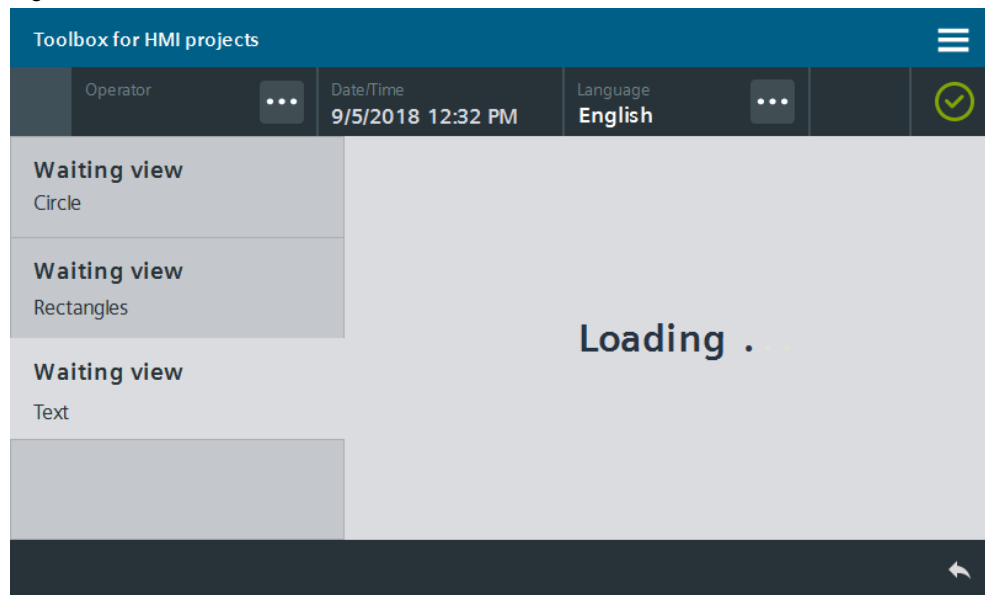 Toolbox for HMI projects
Operator
Date/Time
9/5/2018 12:32 PM
Language
English
Waiting view
Circle
Waiting view
Rectangles
Waiting view
Text
Loading . . .